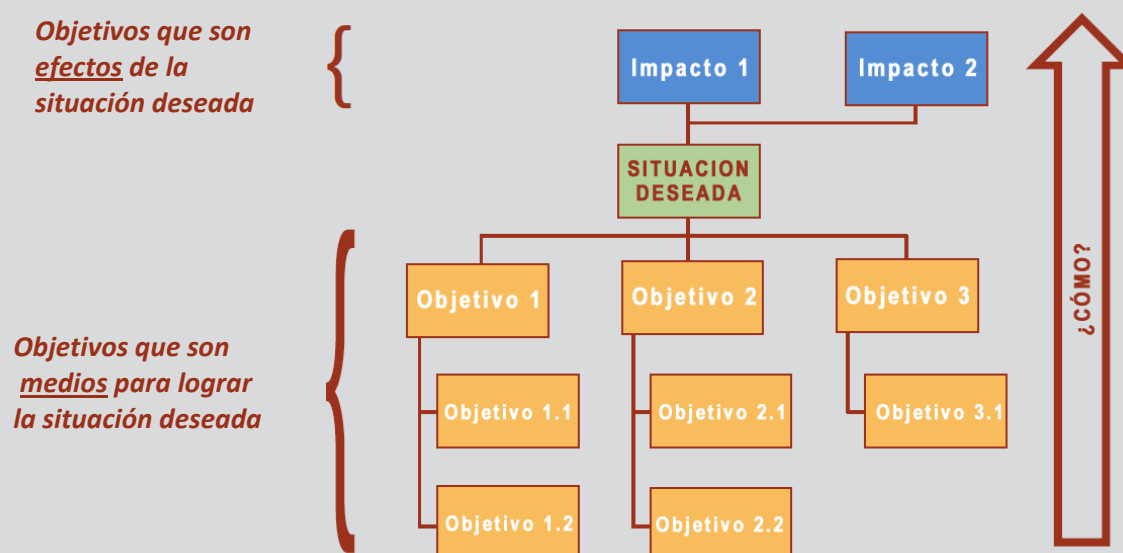 Objetivos que son
efectos de la
situación deseada
Impacto 1
Impacto 2
SITUACION
DESEADA
Objetivos que son
medios para lograr
la situación deseada
Objetivo 1
Objetivo 2
Objetivo 3
Objetivo 1.1
Objetivo 2.1
Objetivo 3.1
Objetivo 1.2
Objetivo 2.2
¿CÓMO?